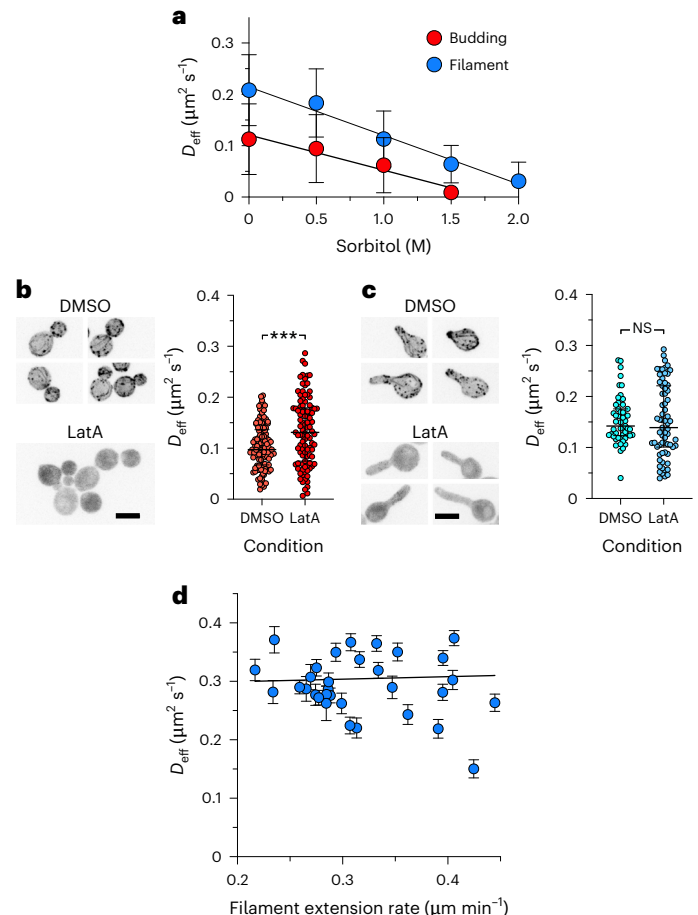 a
0.3
0.2
0.1
0
D_eff (μm² s⁻¹)
Budding
Filament
0 0.5 1.0 1.5 2.0
Sorbitol (M)
b
DMSO
LatA
0.4
0.3
0.2
0.1
0
D_eff (μm² s⁻¹)
***
DMSO LatA
Condition
c
DMSO
LatA
0.4
0.3
0.2
0.1
0
D_eff (μm² s⁻¹)
NS
DMSO LatA
Condition
d
0.4
0.3
0.2
0.1
0
D_eff (μm² s⁻¹)
0.2 0.3 0.4
Filament extension rate (μm min⁻¹)